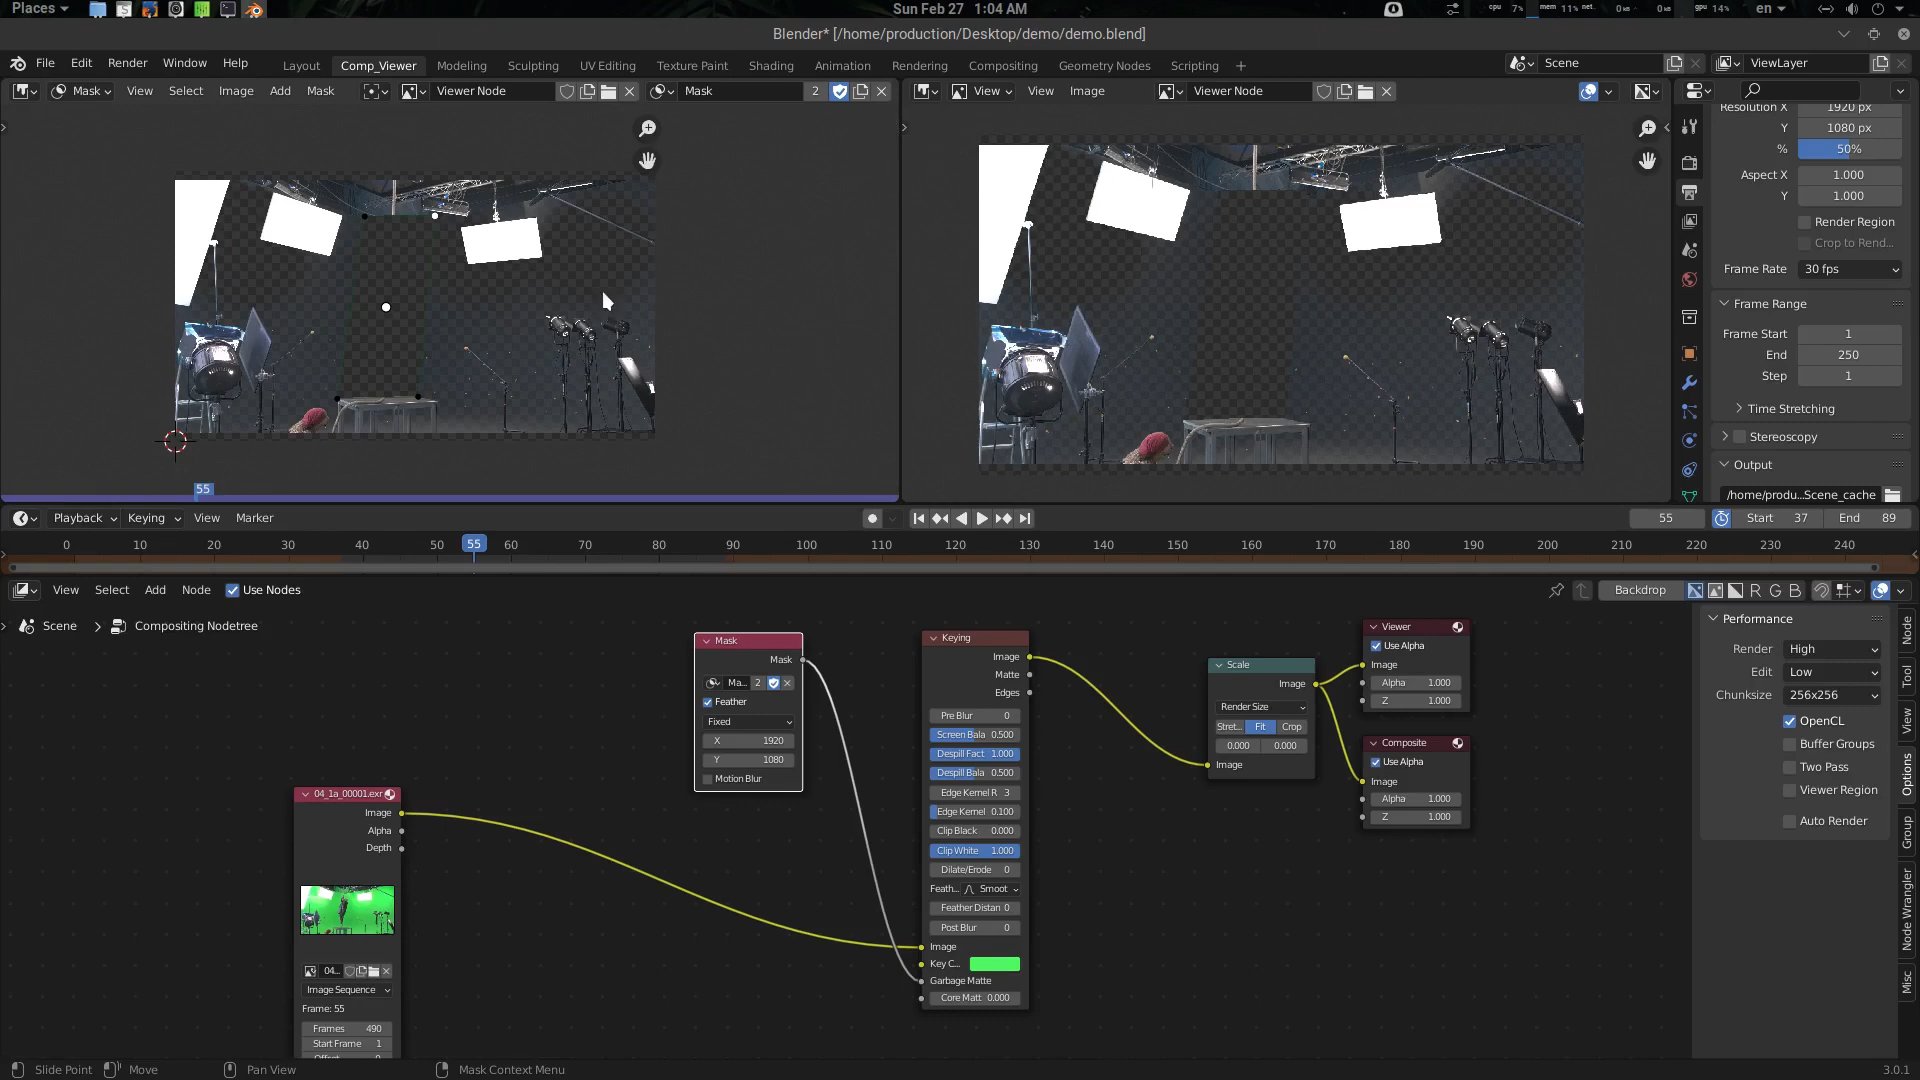 Places
Sun Feb 27 1:04 AM
cpu 7% mem 11% net 0kB 0kB gpu 14% en
Blender* [/home/production/Desktop/demo/demo.blend]
File Edit Render Window Help
Layout Comp_Viewer Modeling Sculpting UV Editing Texture Paint Shading Animation Rendering Compositing Geometry Nodes Scripting +
Scene ViewLayer
Mask View Select Image Add Mask Viewer Node Mask 2
View View Image Viewer Node
Resolution X 1920 px
Y 1080 px
% 50%
Aspect X 1.000
Y 1.000
Render Region
Crop to Rend...
Frame Rate 30 fps
Frame Range
Frame Start 1
End 250
Step 1
Time Stretching
Stereoscopy
Output
/home/produ...Scene_cache
55
Playback Keying View Marker
55 Start 37 End 89
0 10 20 30 40 50 55 60 70 80 90 100 110 120 130 140 150 160 170 180 190 200 210 220 230 240
View Select Add Node Use Nodes
Backdrop R G B
Scene > Compositing Nodetree
Mask
Mask
Ma... 2
Feather
Fixed
X 1920
Y 1080
Motion Blur
04_1a_00001.exr
Image
Alpha
Depth
04...
Image Sequence
Frame: 55
Frames 490
Start Frame 1
Keying
Image
Matte
Edges
Pre Blur 0
Screen Bala 0.500
Despill Fact 1.000
Despill Bala 0.500
Edge Kernel R 3
Edge Kernel 0.100
Clip Black 0.000
Clip White 1.000
Dilate/Erode 0
Feath... Smoot
Feather Distan 0
Post Blur 0
Image
Key C...
Garbage Matte
Core Matt 0.000
Scale
Image
Render Size
Stret... Fit Crop
0.000 0.000
Image
Viewer
Use Alpha
Image
Alpha 1.000
Z 1.000
Composite
Use Alpha
Image
Alpha 1.000
Z 1.000
Performance
Render High
Edit Low
Chunksize 256x256
OpenCL
Buffer Groups
Two Pass
Viewer Region
Auto Render
Node
Tool
View
Options
Group
Node Wrangler
Misc
Slide Point Move Pan View Mask Context Menu
3.0.1